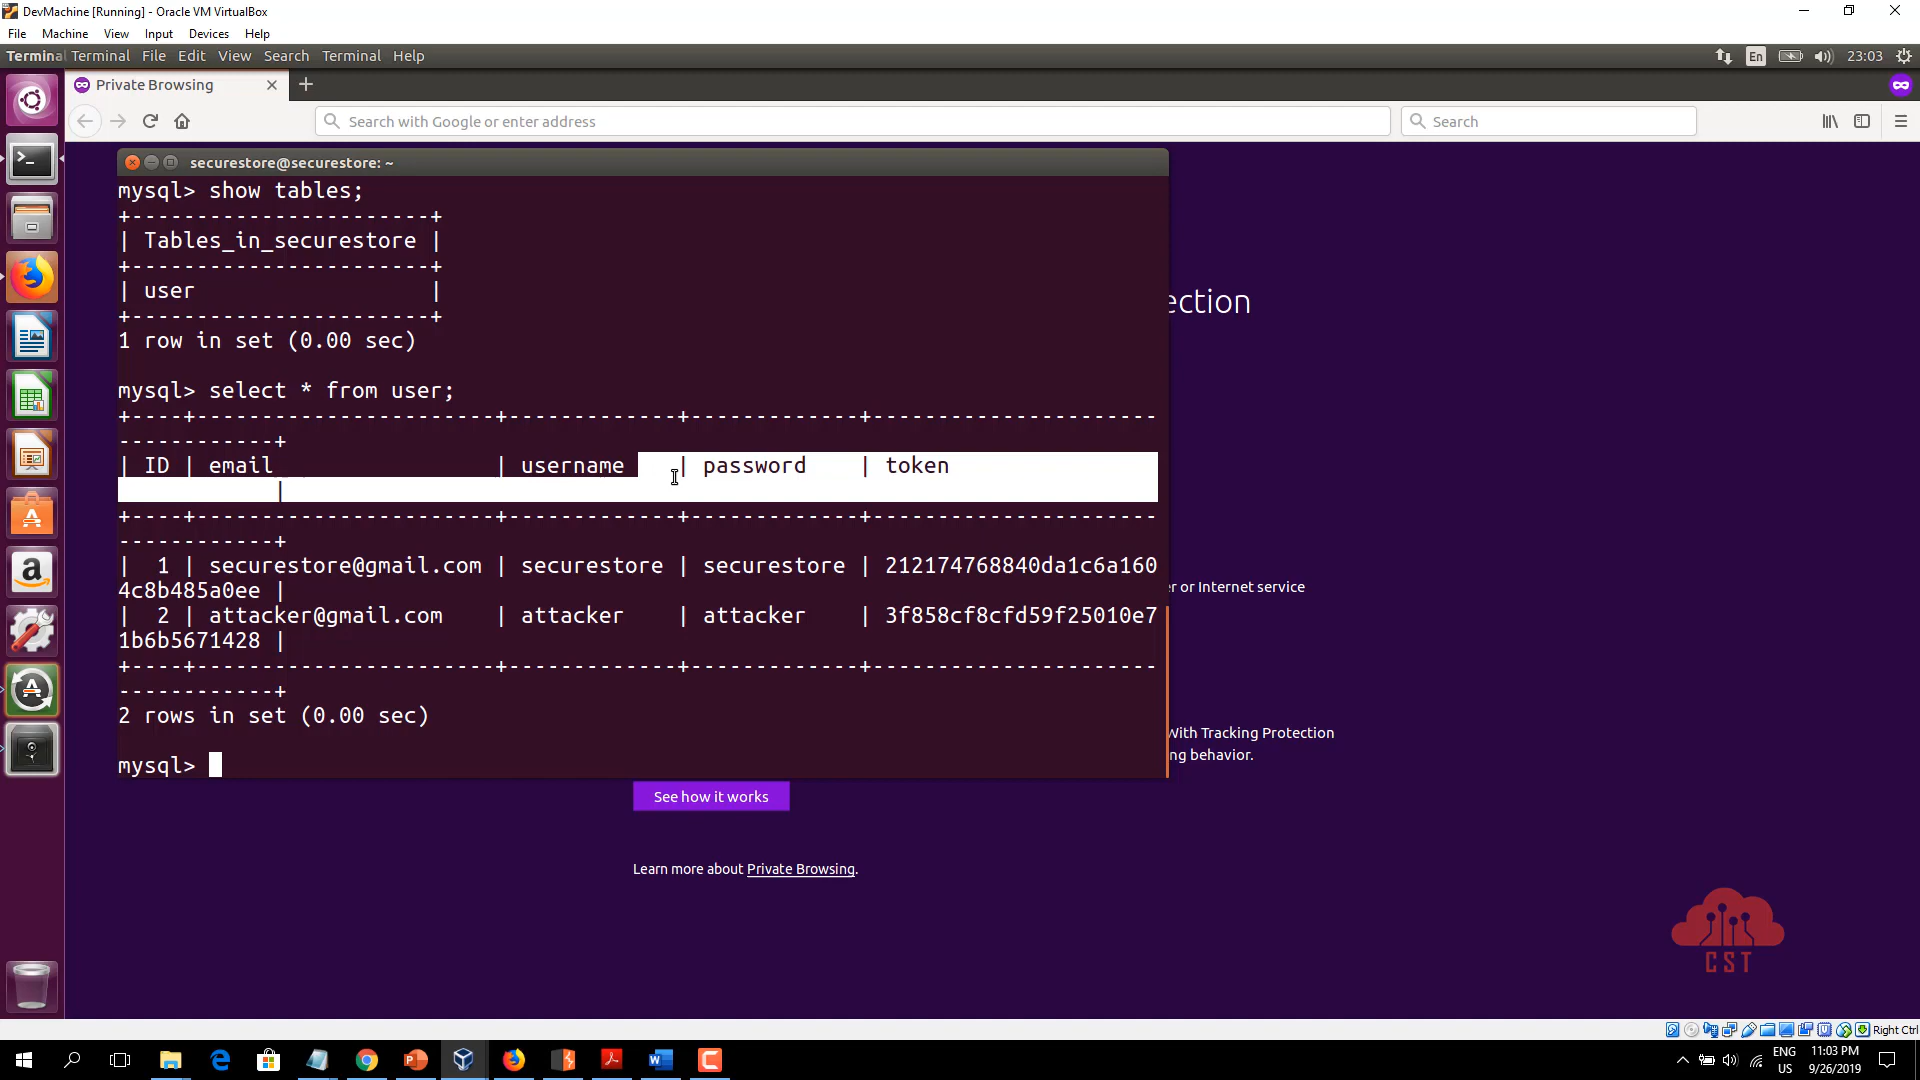 DevMachine [Running] - Oracle VM VirtualBox
File Machine View Input Devices Help
Terminal Terminal File Edit View Search Terminal Help
En 23:03
Private Browsing
Search with Google or enter address
Search
securestore@securestore: ~
mysql> show tables;
+-----------------------+
| Tables_in_securestore |
+-----------------------+
| user                  |
+-----------------------+
1 row in set (0.00 sec)
mysql> select * from user;
+----+-----------------------+-------------+-------------+----------------------
------------+
| ID | email                 | username    | password    | token
            |
+----+-----------------------+-------------+-------------+----------------------
------------+
|  1 | securestore@gmail.com | securestore | securestore | 212174768840da1c6a160
4c8b485a0ee |
|  2 | attacker@gmail.com    | attacker    | attacker    | 3f858cf8cfd59f25010e7
1b6b5671428 |
+----+-----------------------+-------------+-------------+----------------------
------------+
2 rows in set (0.00 sec)
mysql>
ection
er or Internet service
With Tracking Protection
ng behavior.
See how it works
Learn more about Private Browsing.
CST
Right Ctrl
ENG
US
11:03 PM
9/26/2019